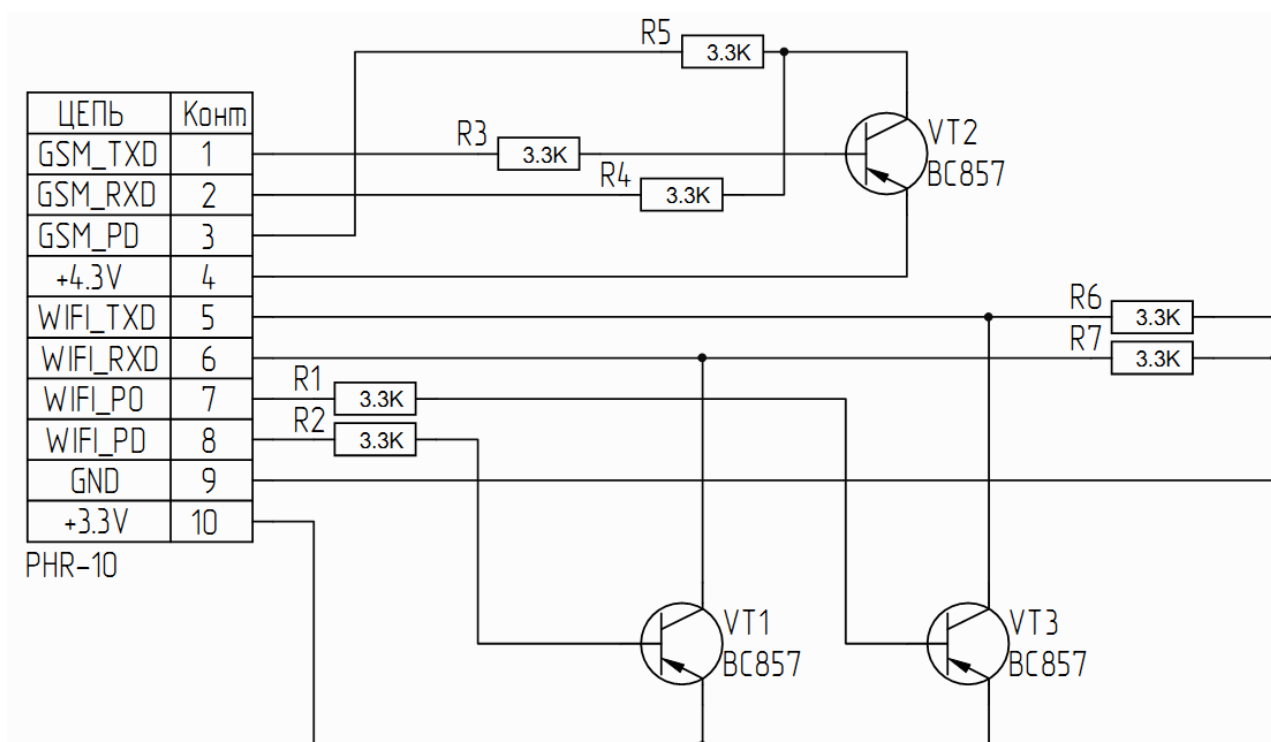 R5
3.3K
ЦЕПЬ Конт
GSM_TXD 1
R3
3.3K
VT2
BC857
GSM_RXD 2
R4
3.3K
GSM_PD 3
+4.3V 4
WIFI_TXD 5
R6
3.3K
WIFI_RXD 6
R7
3.3K
WIFI_PO 7
R1
3.3K
WIFI_PD 8
R2
3.3K
GND 9
+3.3V 10
PHR-10
VT1
BC857
VT3
BC857